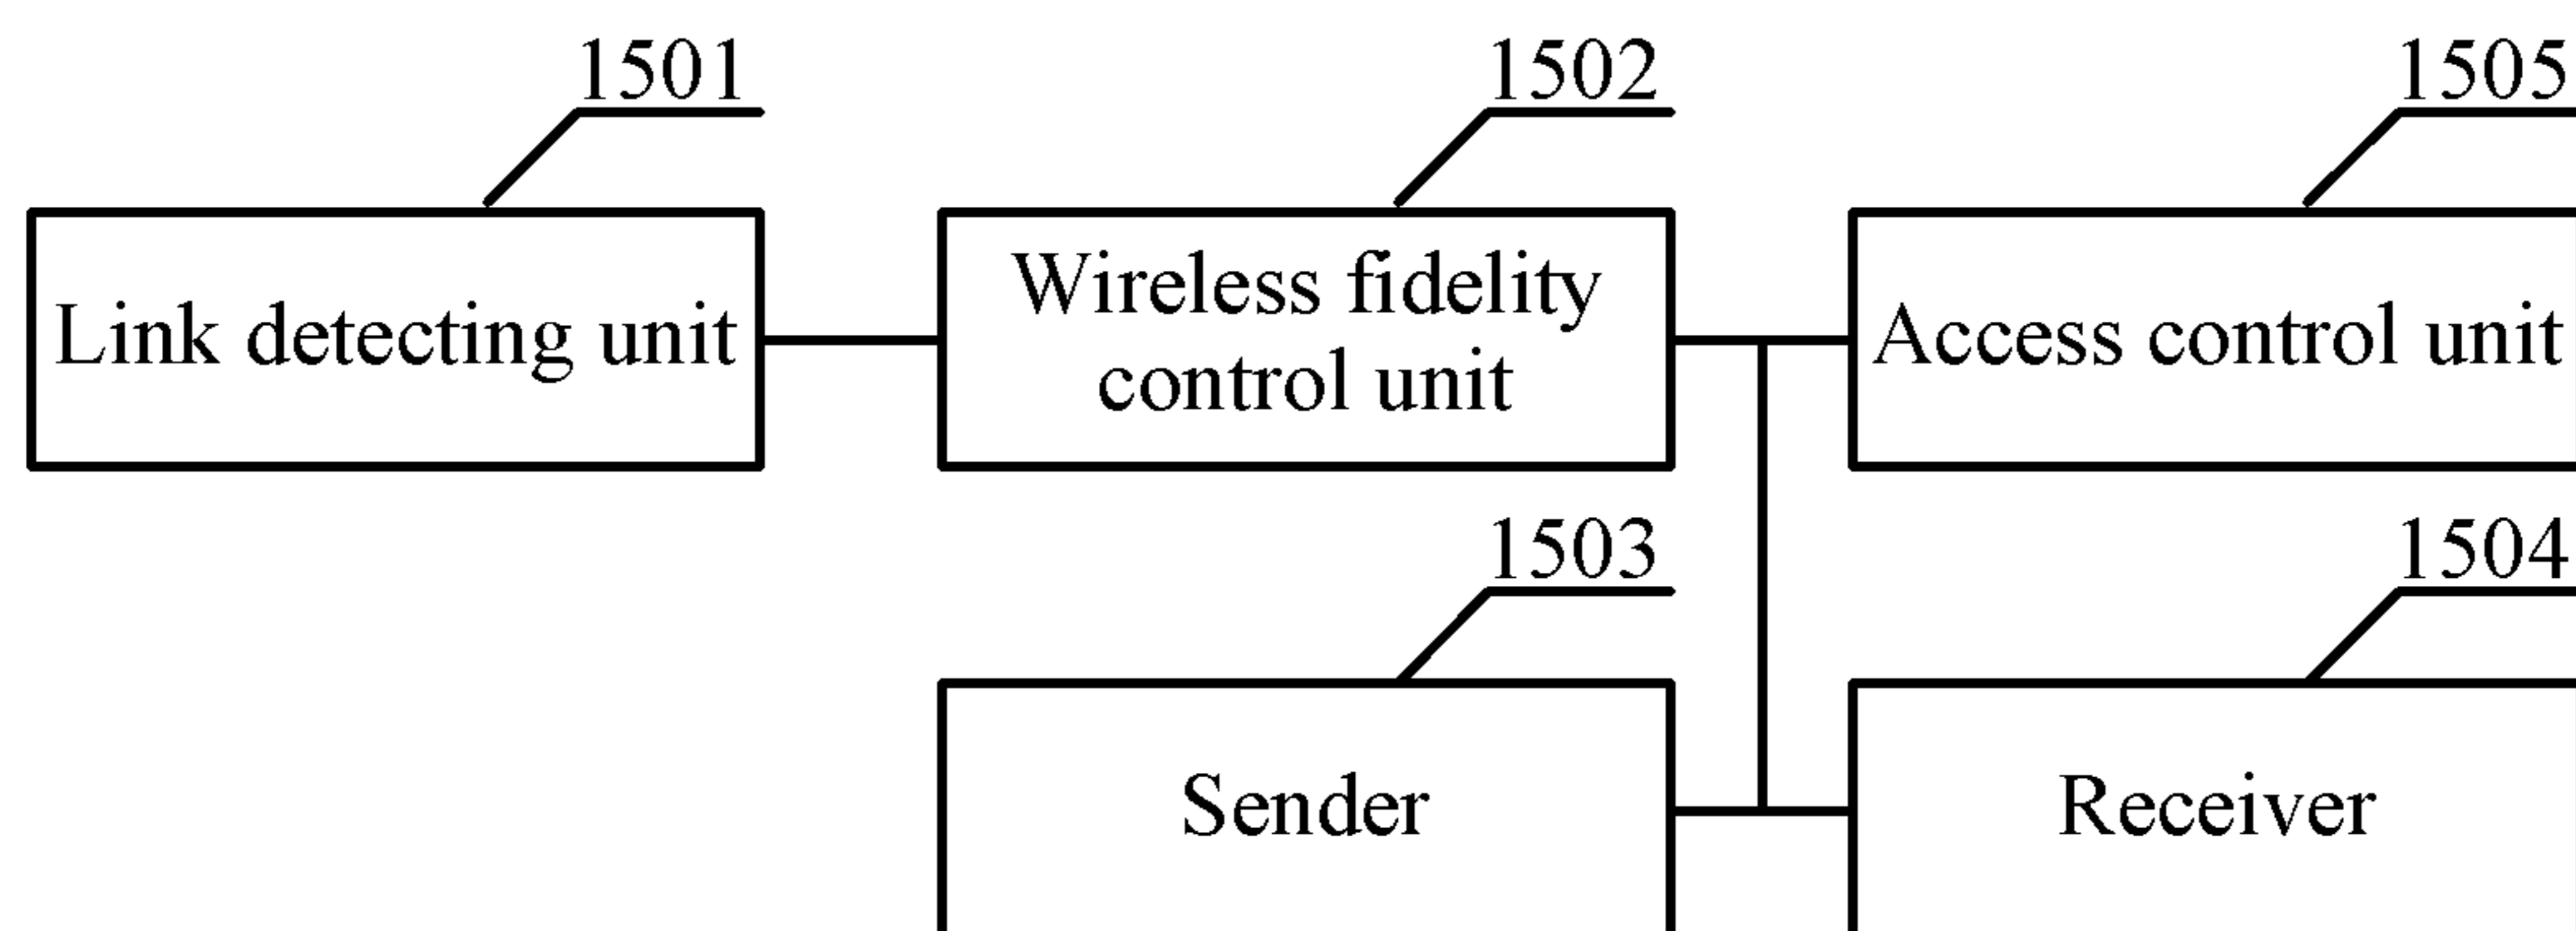 1501
1502
1505
Link detecting unit
Wireless fidelity
control unit
Access control unit
1503
1504
Sender
Receiver